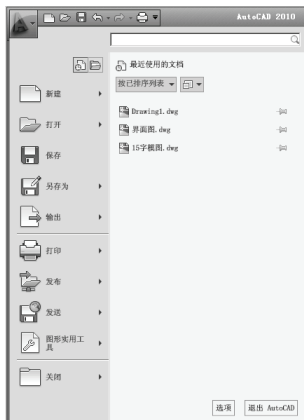 AutoCAD 2010
最近使用的文档
按已排序列表
新建
Drawing1.dwg
打开
界面图.dwg
15字模图.dwg
保存
另存为
输出
打印
发布
发送
图形实用工
具
关闭
选项
退出 AutoCAD